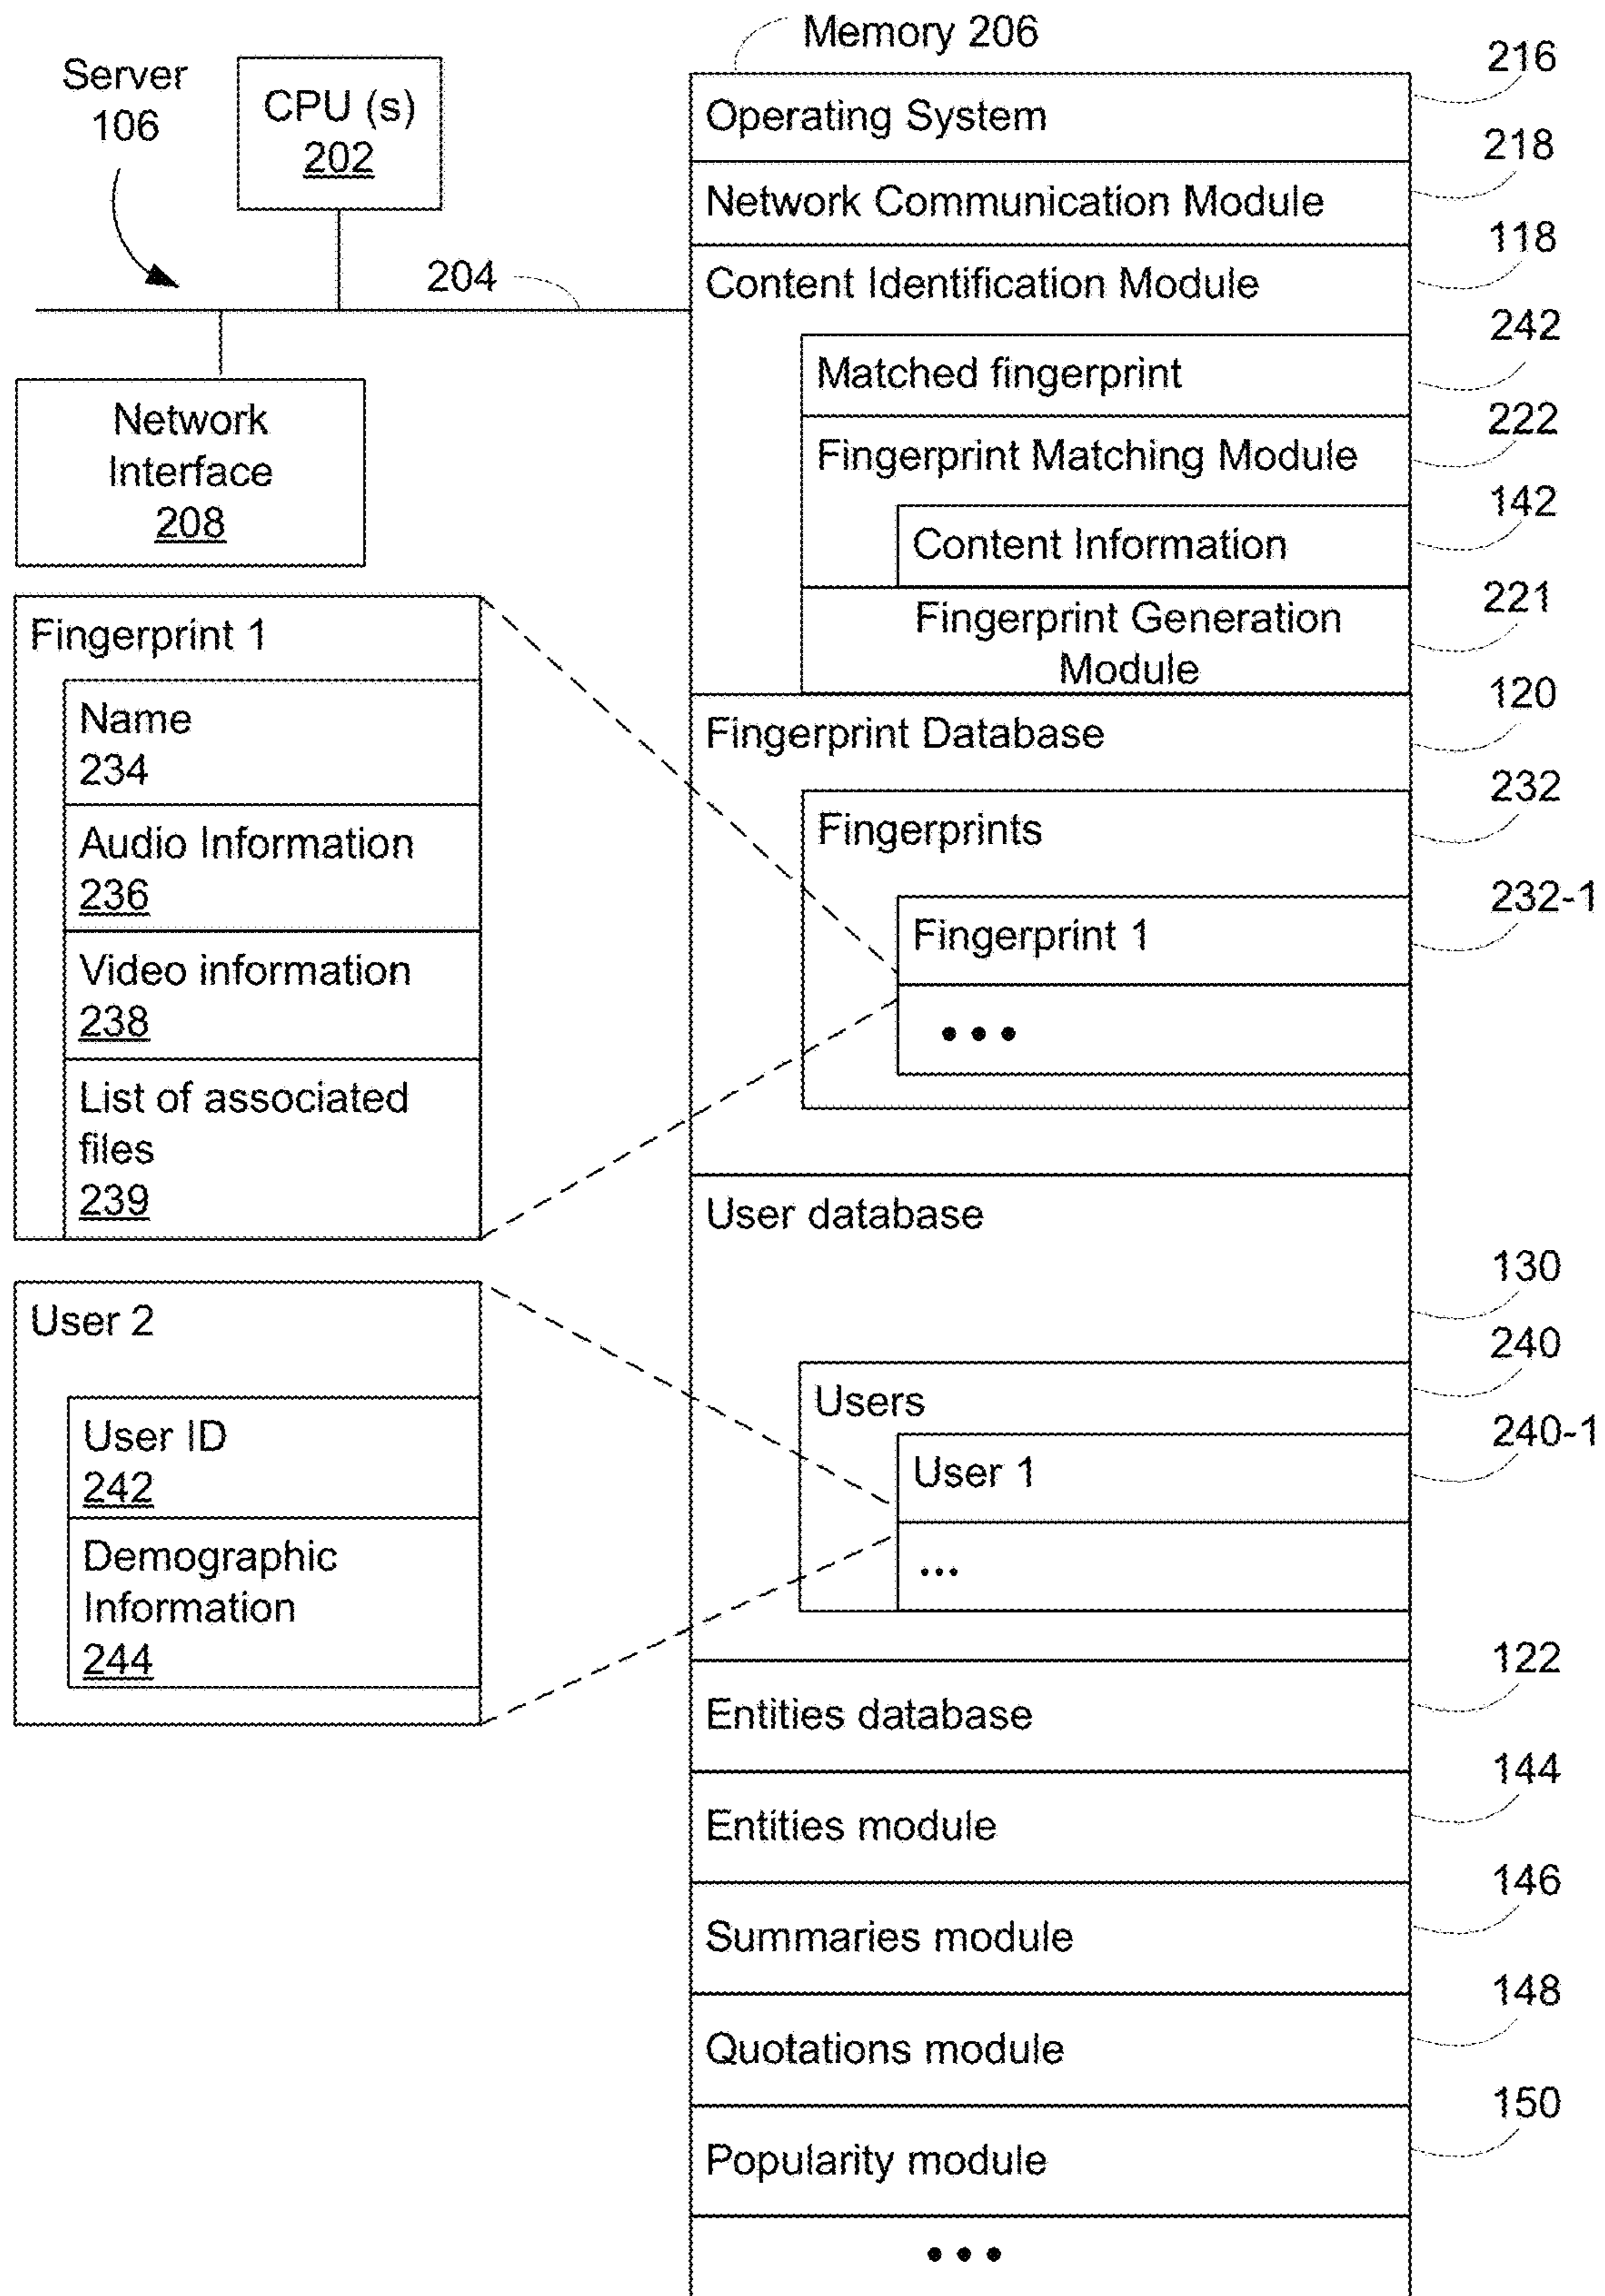 Memory 206
Server
106
CPU (s)
202
204
Network
Interface
208
Operating System
216
Network Communication Module
218
Content Identification Module
118
Matched fingerprint
242
Fingerprint Matching Module
222
Content Information
142
Fingerprint Generation
Module
221
Fingerprint Database
120
Fingerprints
232
Fingerprint 1
232-1
•••
Fingerprint 1
Name
234
Audio Information
236
Video information
238
List of associated
files
239
User database
130
Users
240
User 1
240-1
...
User 2
User ID
242
Demographic
Information
244
Entities database
122
Entities module
144
Summaries module
146
Quotations module
148
Popularity module
150
•••